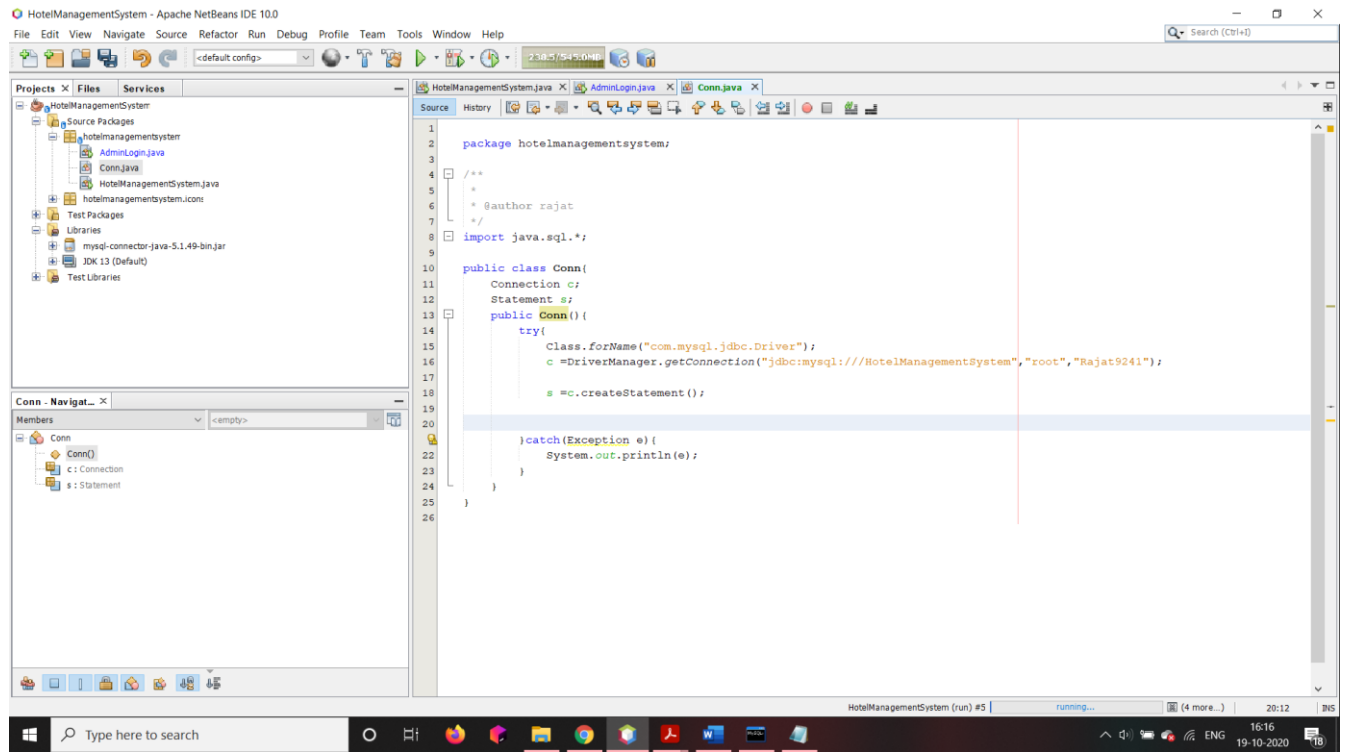 HotelManagementSystem - Apache NetBeans IDE 10.0
File Edit View Navigate Source Refactor Run Debug Profile Team Tools Window Help
Search (Ctrl+I)
<default config>
Projects Files Services
HotelManagementSystem
Source Packages
hotelmanagementsystem
AdminLogin.java
Conn.java
HotelManagementSystem.java
hotelmanagementsystem.icons
Test Packages
Libraries
mysql-connector-java-5.1.49-bin.jar
JDK 13 (Default)
Test Libraries
Conn - Navigat...
Members <empty>
Conn
Conn()
c : Connection
s : Statement
HotelManagementSystem.java AdminLogin.java Conn.java
Source History
1
2 package hotelmanagementsystem;
3
4 /**
5 *
6 * @author rajat
7 */
8 import java.sql.*;
9
10 public class Conn{
11 Connection c;
12 Statement s;
13 public Conn(){
14 try{
15 Class.forName("com.mysql.jdbc.Driver");
16 c =DriverManager.getConnection("jdbc:mysql:///HotelManagementSystem","root","Rajat9241");
17
18 s =c.createStatement();
19
20
}catch(Exception e){
22 System.out.println(e);
23 }
24 }
25 }
26
HotelManagementSystem (run) #5 running... (4 more...) 20:12 INS
Type here to search
ENG
16:16
19-10-2020
18